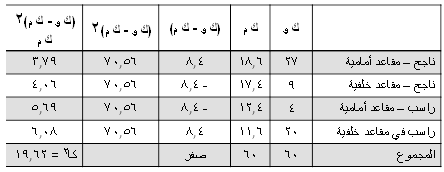 ك و	ك م	(ك و - ك م)	(ك و - ك م)٢	(ك و - ك م)٢
ك م
ناجح – مقاعد أمامية	٢٧	١٨,٦	٨,٤	٧٠,٥٦	٣,٧٩
ناجح – مقاعد خلفية	٩	١٧,٤	- ٨,٤	٧٠,٥٦	٤,٠٦
راسب – مقاعد أمامية	٤	١٢,٤	- ٨,٤	٧٠,٥٦	٥,٦٩
راسب في مقاعد خلفية	٢٠	١١,٦	٨,٤	٧٠,٥٦	٦,٠٨
المجموع	٦٠	٦٠	صفر	كا٢ = ١٩,٦٢